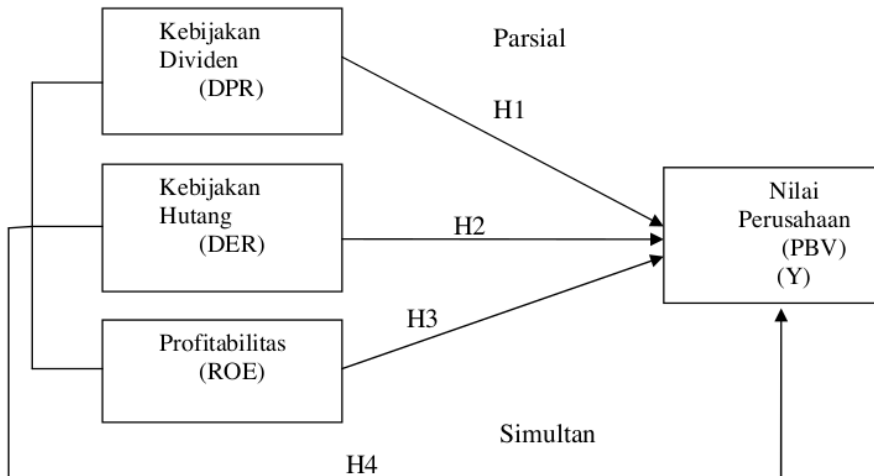 Kebijakan
Dividen
(DPR)
Parsial
H1
Kebijakan
Hutang
(DER)
H2
Nilai
Perusahaan
(PBV)
(Y)
H3
Profitabilitas
(ROE)
Simultan
H4